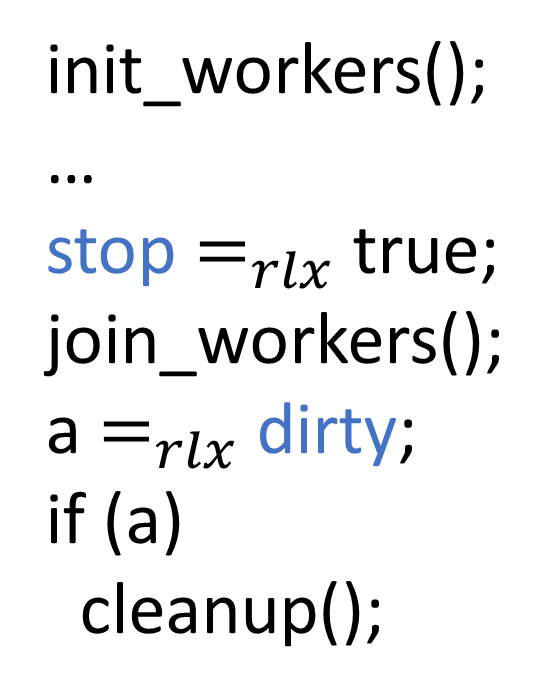 init_workers();
...
stop =rlx true;
join_workers();
a =rlx dirty;
if (a)
cleanup();